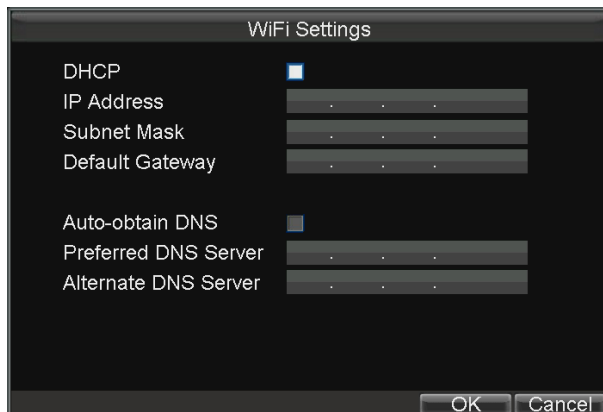 WiFi Settings
DHCP
IP Address . . .
Subnet Mask . . .
Default Gateway . . .
Auto-obtain DNS
Preferred DNS Server . . .
Alternate DNS Server . . .
OK Cancel